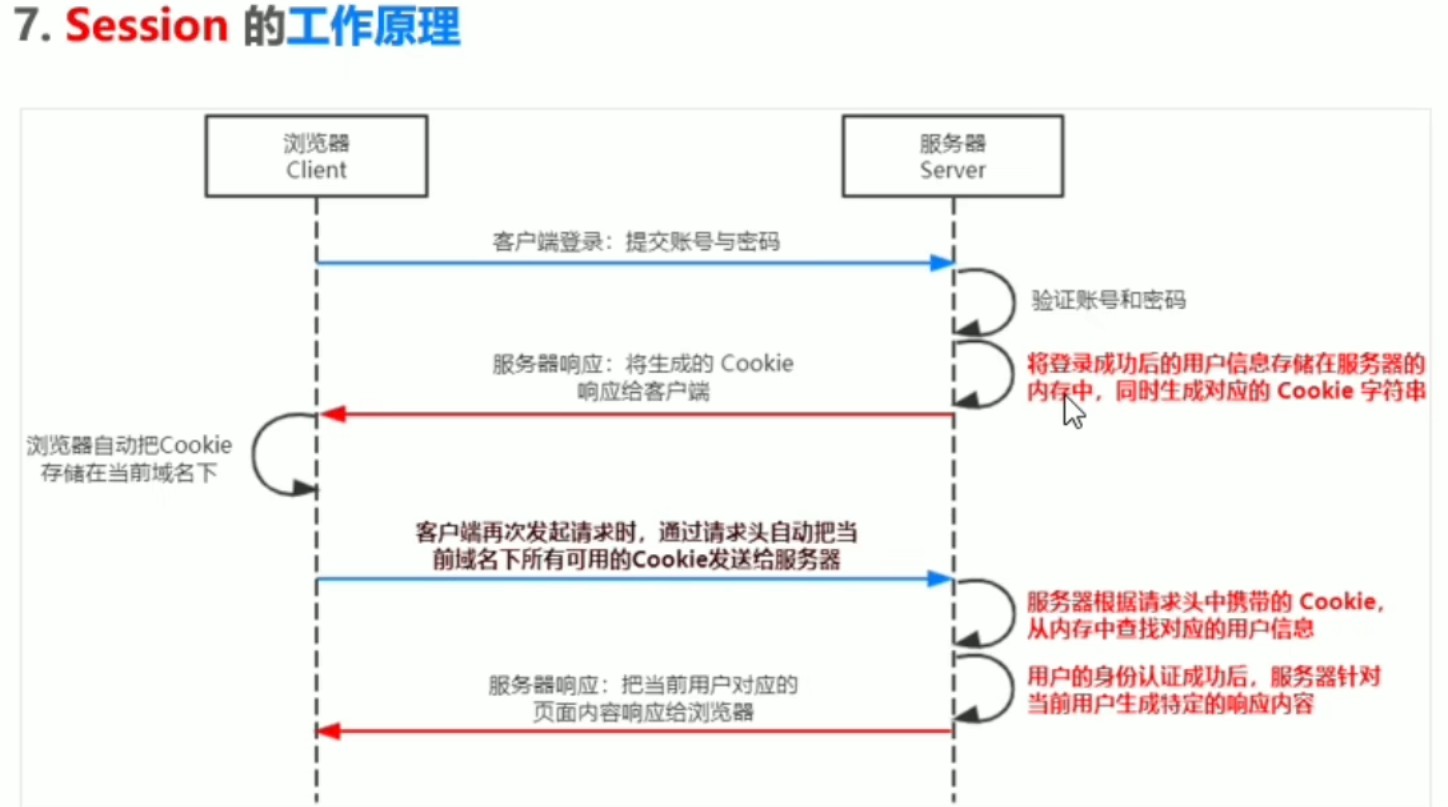 7. Session 的工作原理
浏览器
Client
服务器
Server
客户端登录：提交账号与密码
验证账号和密码
服务器响应：将生成的 Cookie
响应给客户端
将登录成功后的用户信息存储在服务器的
内存中，同时生成对应的 Cookie 字符串
浏览器自动把Cookie
存储在当前域名下
客户端再次发起请求时，通过请求头自动把当
前域名下所有可用的Cookie发送给服务器
服务器根据请求头中携带的 Cookie，
从内存中查找对应的用户信息
用户的身份认证成功后，服务器针对
当前用户生成特定的响应内容
服务器响应：把当前用户对应的
页面内容响应给浏览器